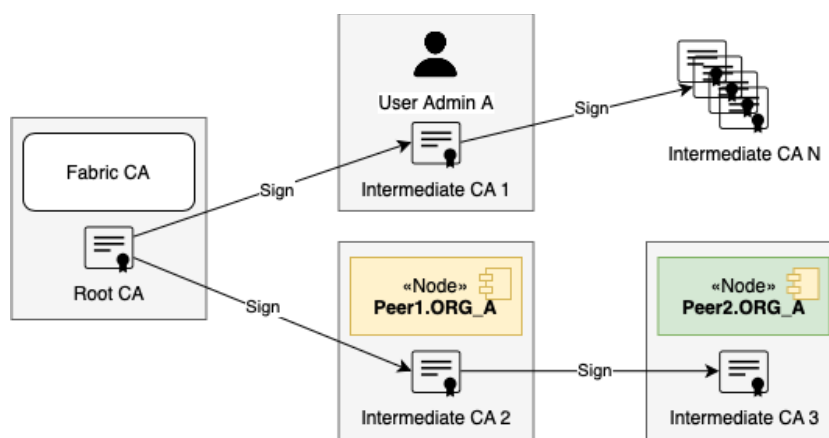 User Admin A
Sign
Intermediate CA N
Fabric CA
Sign
Intermediate CA 1
Root CA
Sign
«Node»
Peer1.ORG_A
«Node»
Peer2.ORG_A
Sign
Intermediate CA 2
Intermediate CA 3